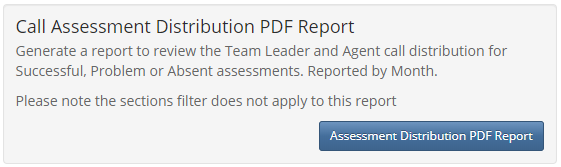 Call Assessment Distribution PDF Report
Generate a report to review the Team Leader and Agent call distribution for
Successful, Problem or Absent assessments. Reported by Month.
Please note the sections filter does not apply to this report
Assessment Distribution PDF Report